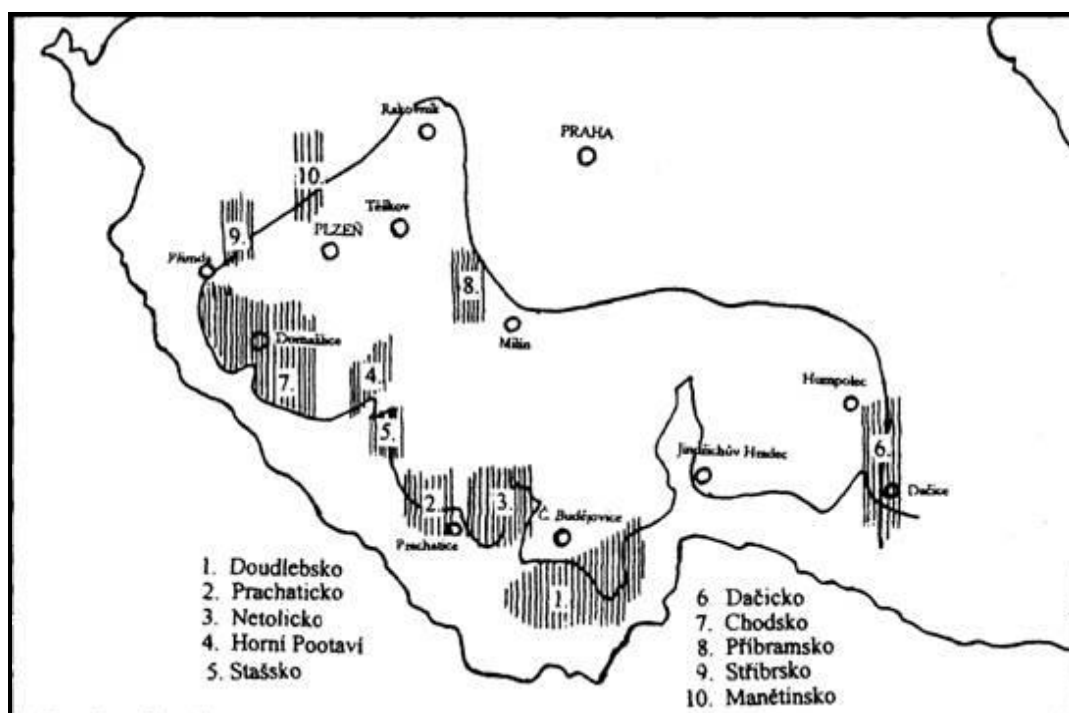 Rakovník
PRAHA
10.
Těškov
PLZEŇ
9.
Přimda
8.
Domažlice
Milín
7.
4.
Humpolec
5.
6.
Jindřichův Hradec
Dačice
2.
3.
Č. Budějovice
Prachatice
1.
1. Doudlebsko
2 Prachaticko
3. Netolicko
4. Horní Pootaví
5. Stašsko
6 Dačicko
7. Chodsko
8. Příbramsko
9. Stříbrsko
10. Manětínsko